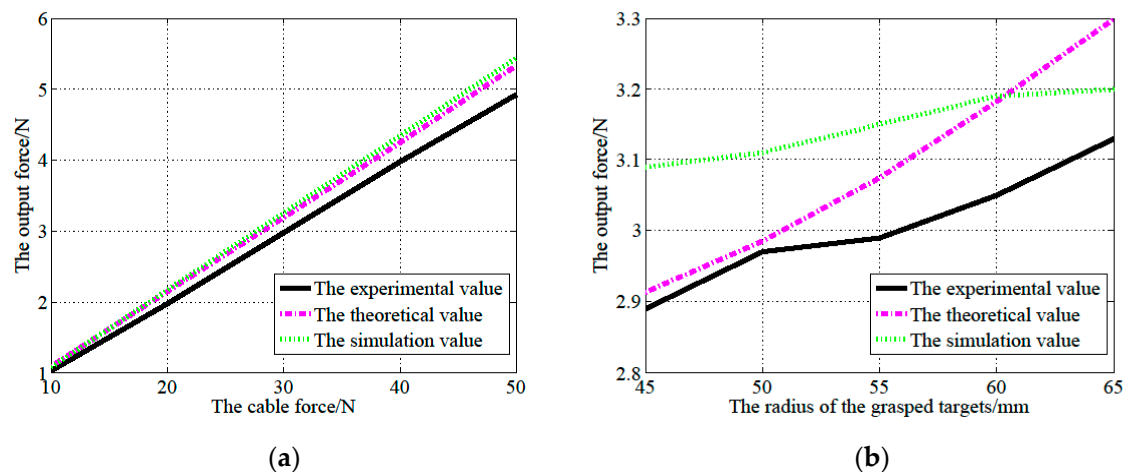 The output force/N
6
5
4
3
2
1
10
20
30
40
50
The cable force/N
The experimental value
The theoretical value
The simulation value
(a)
The output force/N
3.3
3.2
3.1
3
2.9
2.8
45
50
55
60
65
The radius of the grasped targets/mm
The experimental value
The theoretical value
The simulation value
(b)